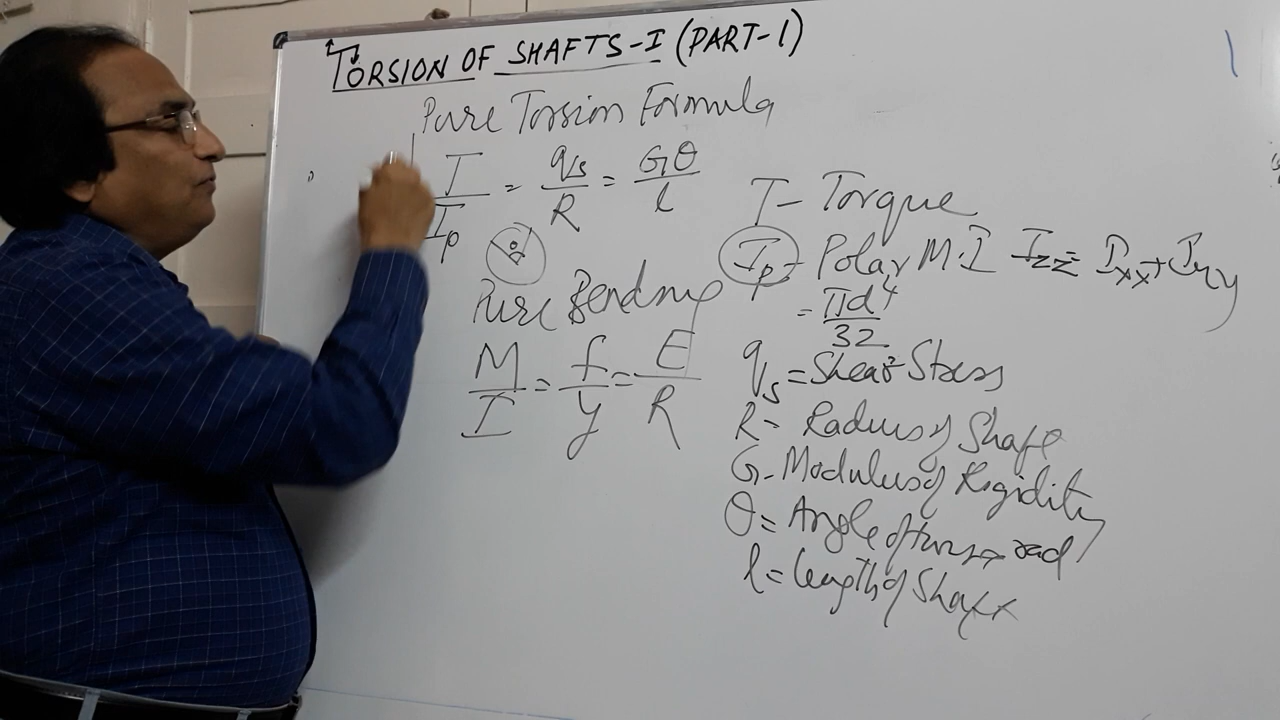 TORSION OF SHAFTS-I (PART-1)
Pure Torsion Formula
T/Ip = qs/R = Gθ/l
T - Torque
Ip - Polar M.I Izz = Ixx + Iyy
= πd⁴/32
Pure Bending
M/I = f/y = E/R
qs = Shear Stress
R - Radius of Shaft
G - Modulus of Rigidity
θ = Angle of twist rad
l = length of Shaft